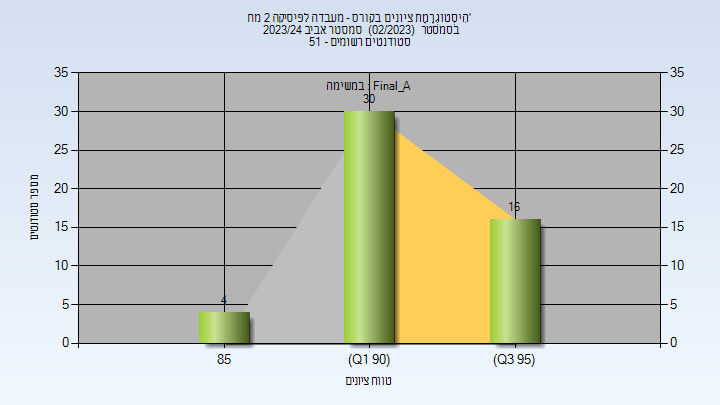 היסטוגרמת ציונים בקורס - מעבדה לפיסיקה 2 מח'
בסמסטר (02/2023) סמסטר אביב 2023/24
סטודנטים רשומים - 51
35 35
במשימה : Final_A
30 30 30
25 25
מספר סטודנטים
20 20
16
15 15
10 10
5 5
4
0 0
85 (Q1 90) (Q3 95)
טווח ציונים